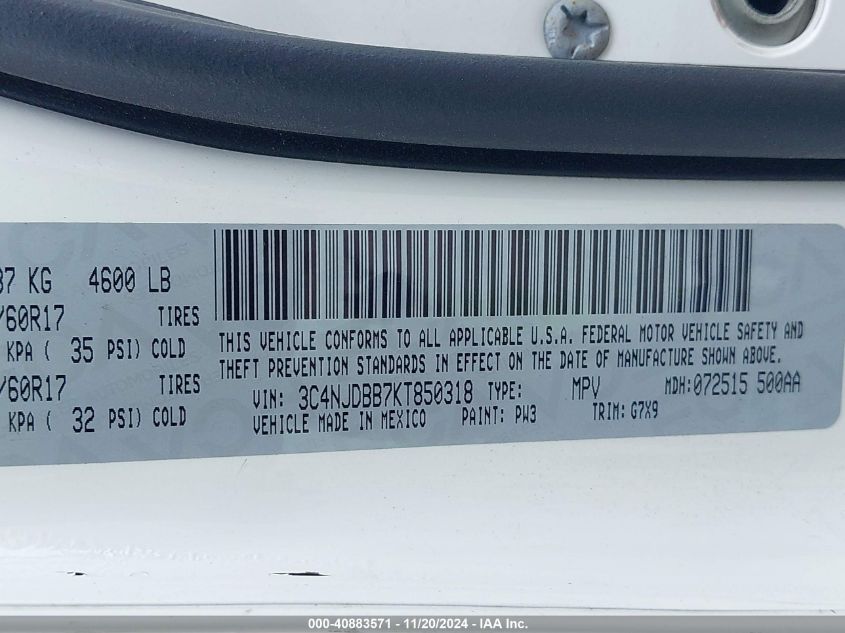 87 KG 4600 LB
/60R17 TIRES
KPA ( 35 PSI) COLD
/60R17 TIRES
KPA ( 32 PSI) COLD
THIS VEHICLE CONFORMS TO ALL APPLICABLE U.S.A. FEDERAL MOTOR VEHICLE SAFETY AND
THEFT PREVENTION STANDARDS IN EFFECT ON THE DATE OF MANUFACTURE SHOWN ABOVE.
VIN: 3C4NJDBB7KT850318 TYPE: MPV MDH:072515 500AA
VEHICLE MADE IN MEXICO PAINT: PW3 TRIM: G7X9
000-40883571 - 11/20/2024 - IAA Inc.